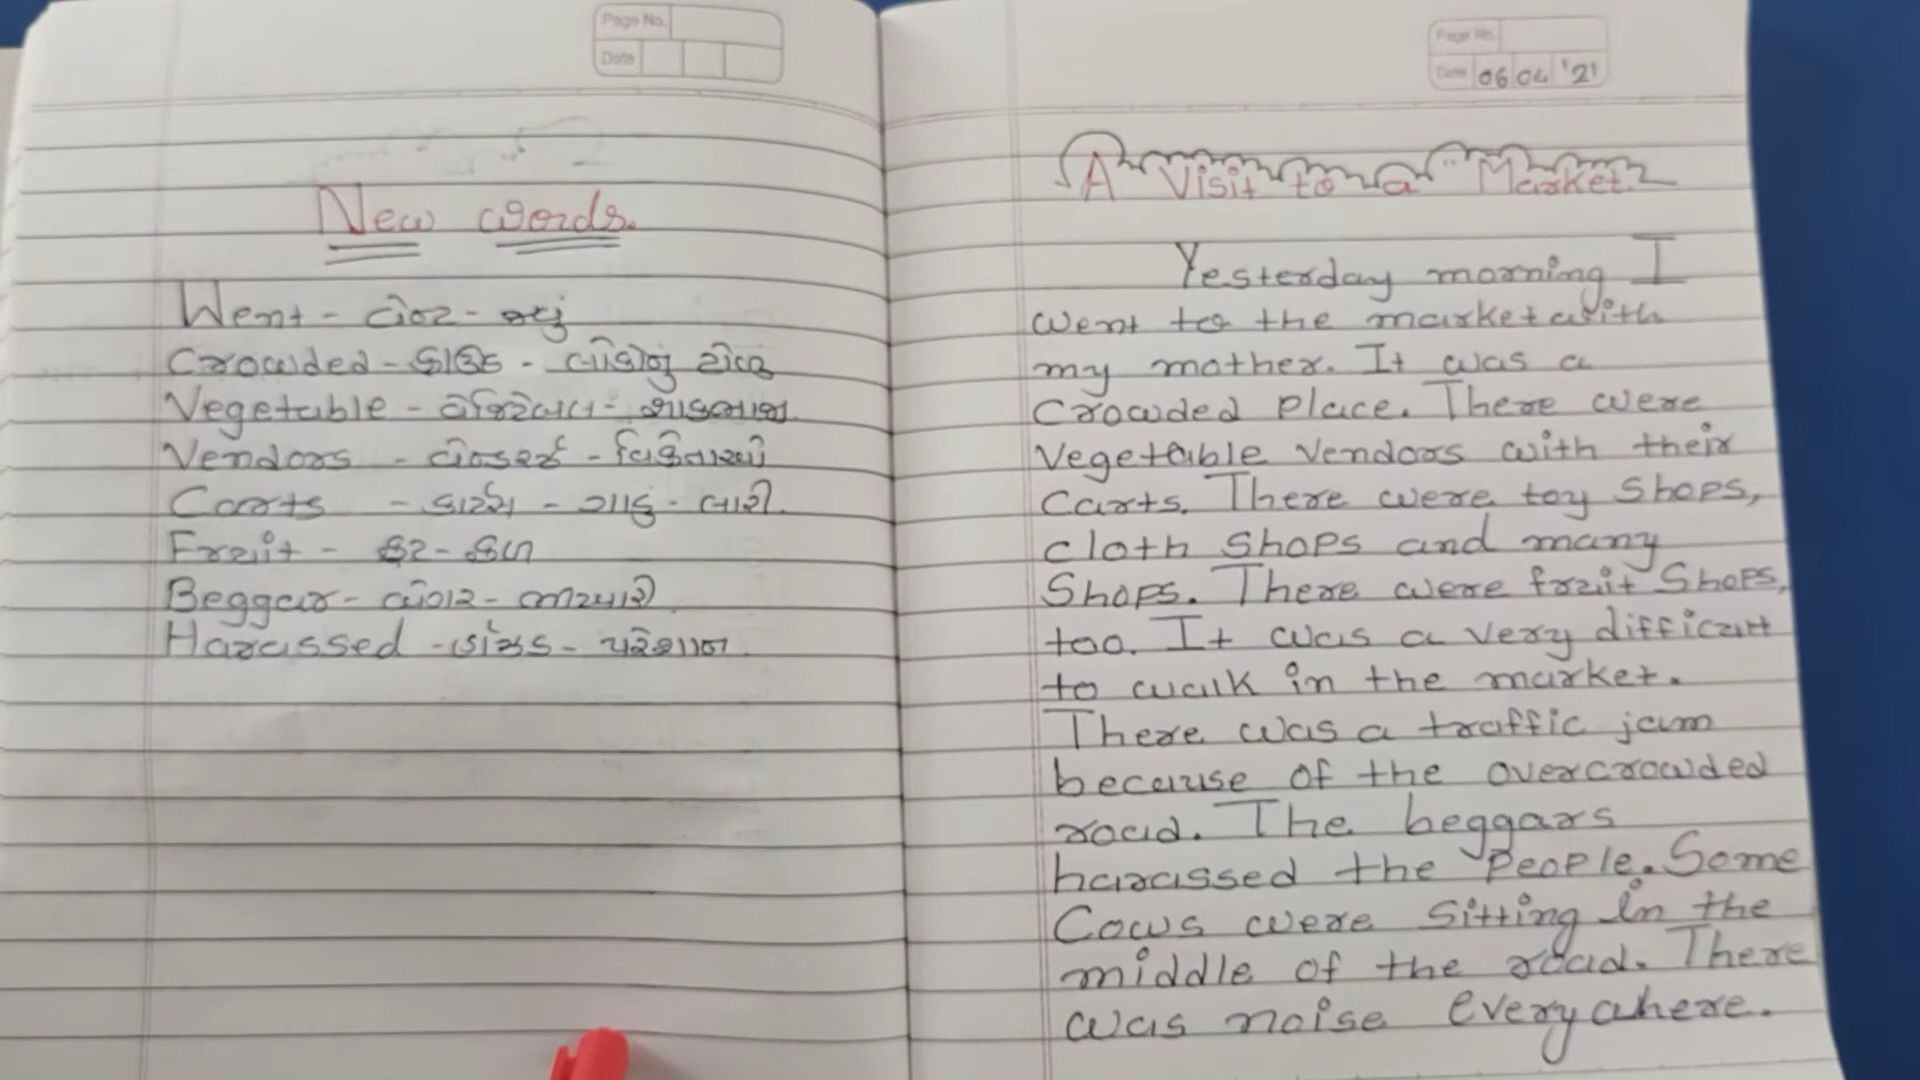 Page No.
Date
New words.
Went - વેન્ટ - જવું
Crowded - ક્રાઉડેડ -
Vegetable - વેજિટેબલ - શાકભાજી
Vendors - વેન્ડર્સ -
Carts - કાર્ટસ - ગાડું - લારી.
Fruit - ફ્રુટ - ફળ
Beggar - બેગર - ભિખારી
Harassed - હેરેસ્ડ - પરેશાન
Page No.
Date 06 04 '21
A Visit to a Market
Yesterday morning I
went to the market with
my mother. It was a
crowded place. There were
vegetable vendors with their
carts. There were toy shops,
cloth shops and many
shops. There were fruit shops,
too. It was a very difficult
to walk in the market.
There was a traffic jam
because of the overcrowded
road. The beggars
harassed the people. Some
cows were sitting in the
middle of the road. There
was noise everywhere.